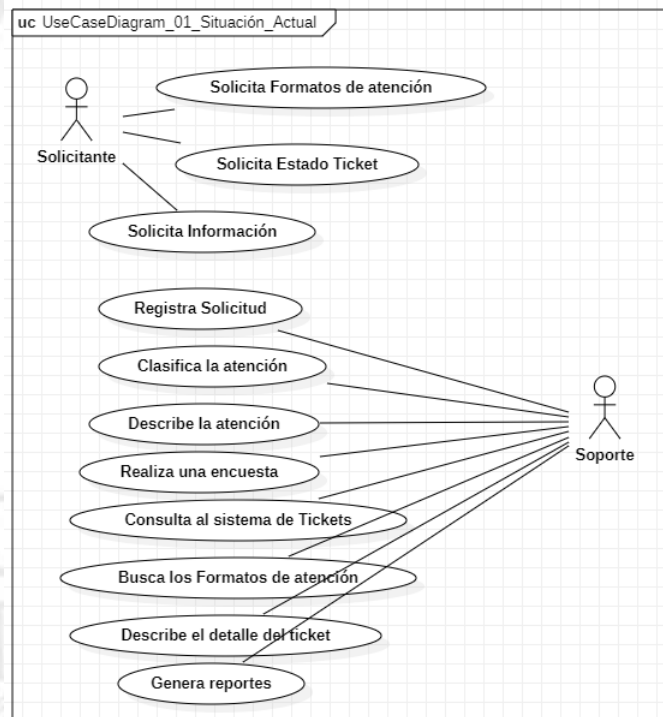 uc UseCaseDiagram_01_Situación_Actual
Solicita Formatos de atención
Solicitante
Solicita Estado Ticket
Solicita Información
Registra Solicitud
Clasifica la atención
Describe la atención
Soporte
Realiza una encuesta
Consulta al sistema de Tickets
Busca los Formatos de atención
Describe el detalle del ticket
Genera reportes